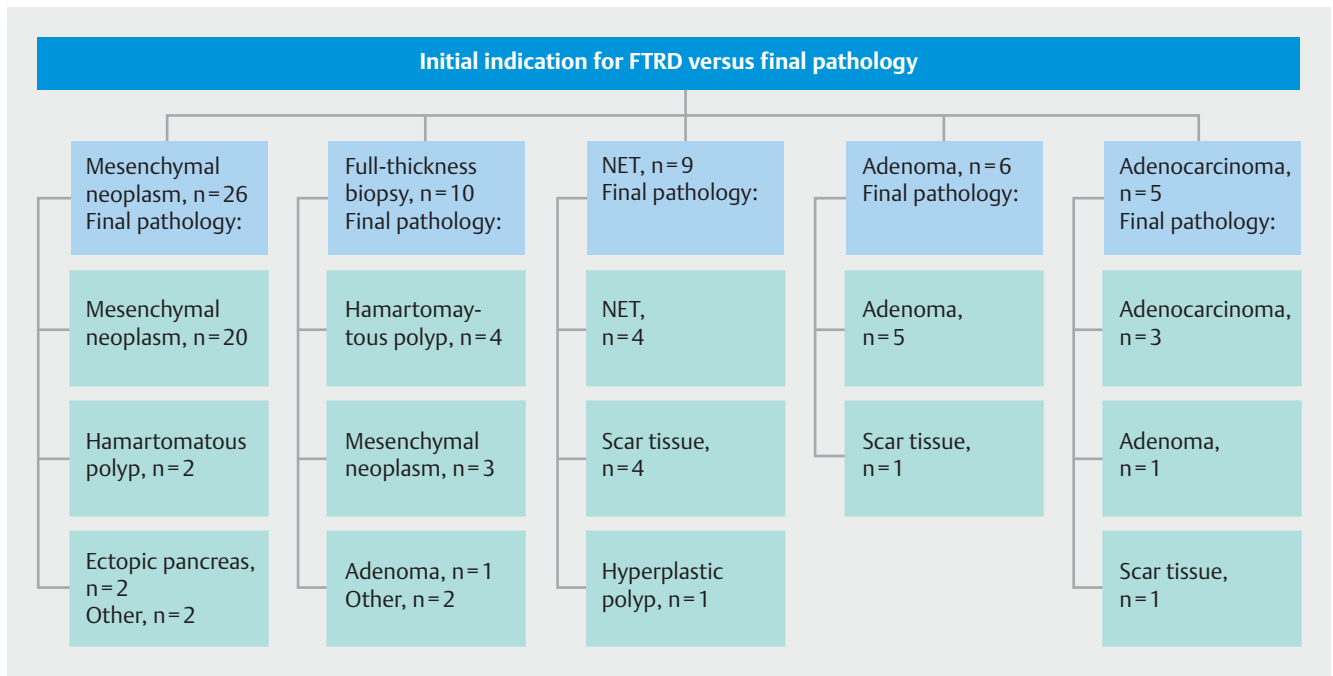 Initial indication for FTRD versus final pathology
Mesenchymal
neoplasm, n=26
Final pathology:
Mesenchymal
neoplasm, n=20
Hamartomatous
polyp, n=2
Ectopic pancreas,
n=2
Other, n=2
Full-thickness
biopsy, n=10
Final pathology:
Hamartomay-
tous polyp, n=4
Mesenchymal
neoplasm, n=3
Adenoma, n=1
Other, n=2
NET, n=9
Final pathology:
NET,
n=4
Scar tissue,
n=4
Hyperplastic
polyp, n=1
Adenoma, n=6
Final pathology:
Adenoma,
n=5
Scar tissue,
n=1
Adenocarcinoma,
n=5
Final pathology:
Adenocarcinoma,
n=3
Adenoma,
n=1
Scar tissue,
n=1